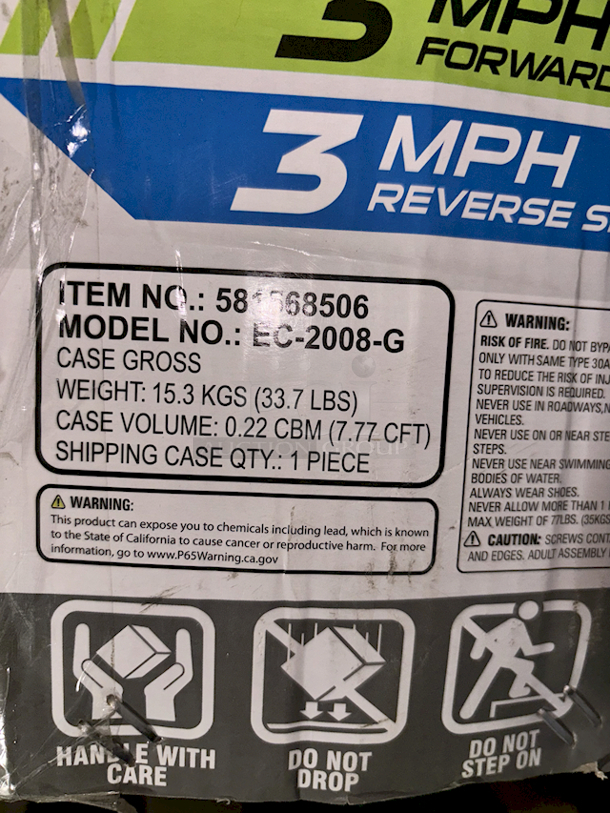 3 MPH
FORWARD
3 MPH
REVERSE S
ITEM NO.: 581568506
MODEL NO.: EC-2008-G
CASE GROSS
WEIGHT: 15.3 KGS (33.7 LBS)
CASE VOLUME: 0.22 CBM (7.77 CFT)
SHIPPING CASE QTY.: 1 PIECE
WARNING:
This product can expose you to chemicals including lead, which is known
to the State of California to cause cancer or reproductive harm. For more
information, go to www.P65Warning.ca.gov
WARNING:
RISK OF FIRE. DO NOT BYPA
ONLY WITH SAME TYPE 30A
TO REDUCE THE RISK OF INJ
SUPERVISION IS REQUIRED.
NEVER USE IN ROADWAYS,N
VEHICLES.
NEVER USE ON OR NEAR STE
STEPS.
NEVER USE NEAR SWIMMING
BODIES OF WATER.
ALWAYS WEAR SHOES.
NEVER ALLOW MORE THAN 1
MAX WEIGHT OF 77LBS. (35KGS
CAUTION: SCREWS CONT
AND EDGES. ADULT ASSEMBLY
HANDLE WITH
CARE
DO NOT
DROP
DO NOT
STEP ON